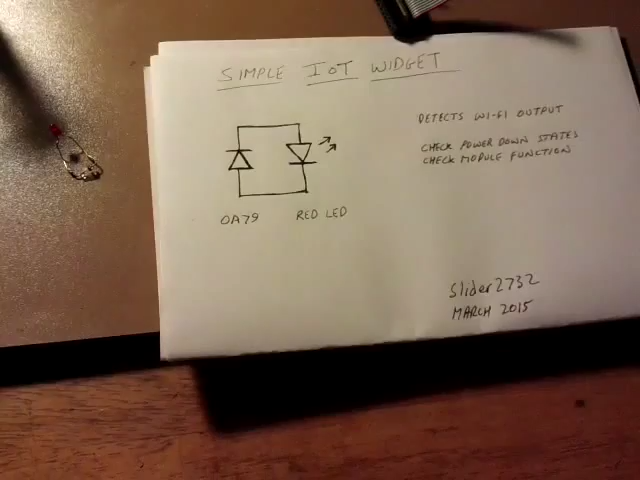 SIMPLE IOT WIDGET
DETECTS WI-FI OUTPUT
CHECK POWER DOWN STATES
CHECK MODULE FUNCTION
OA79 RED LED
Slider2732
MARCH 2015